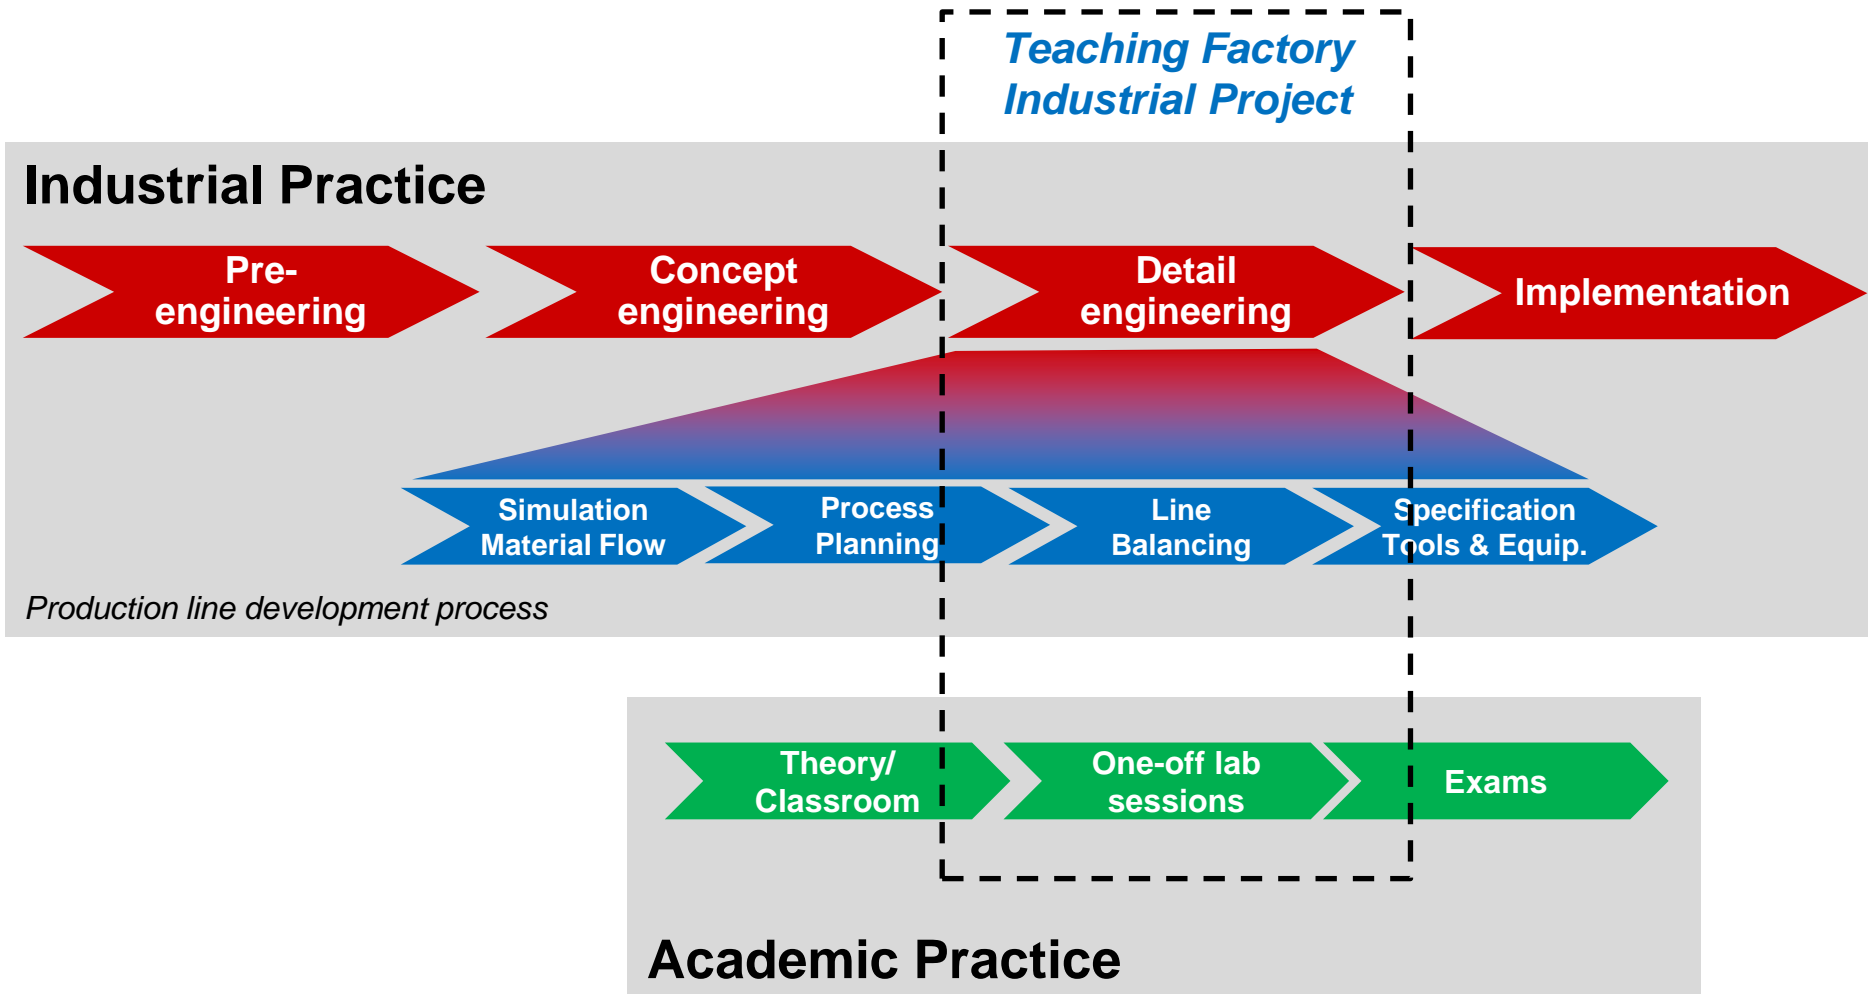 Teaching Factory
Industrial Project
Industrial Practice
Pre-
engineering
Concept
engineering
Detail
engineering
Implementation
Simulation
Material Flow
Process
Planning
Line
Balancing
Specification
Tools & Equip.
Production line development process
Theory/
Classroom
One-off lab
sessions
Exams
Academic Practice